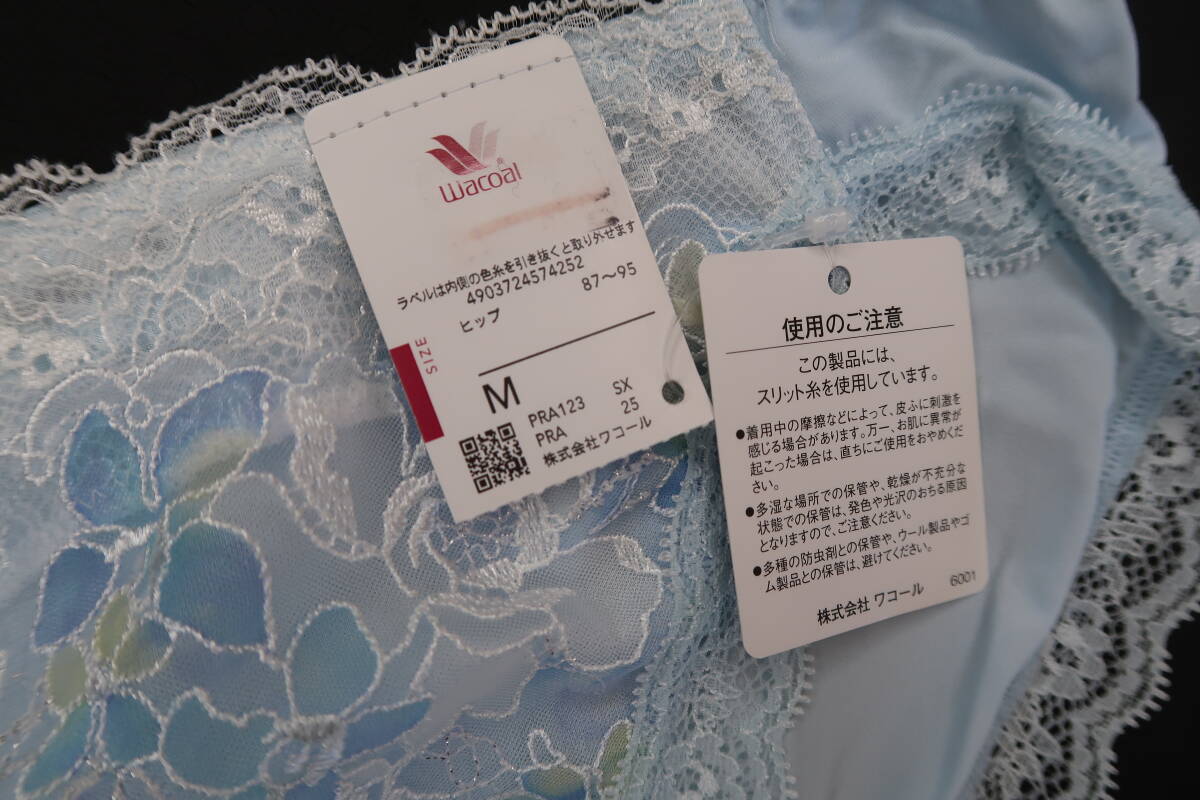 Wacoal
ラベルは内側の色糸を引き抜くと取り外せます
4903724574252
ヒップ 87〜95
SIZE
M
PRA123 SX
PRA 25
株式会社ワコール
使用のご注意
この製品には、
スリット糸を使用しています。
●着用中の摩擦などによって、皮ふに刺激を
感じる場合があります。万一、お肌に異常が
起こった場合は、直ちにご使用をおやめくだ
さい。
●多湿な場所での保管や、乾燥が不充分な
状態での保管は、発色や光沢のおちる原因
となりますので、ご注意ください。
●多種の防虫剤との保管や、ウール製品やゴ
ム製品との保管は、避けてください。
株式会社 ワコール 6001